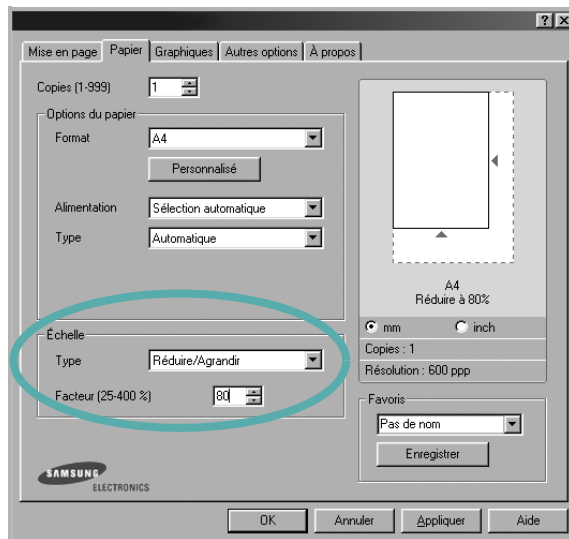 Mise en page Papier Graphiques Autres options À propos
Copies (1-999) 1
Options du papier
Format A4
Personnalisé
Alimentation Sélection automatique
Type Automatique
Échelle
Type Réduire/Agrandir
Facteur (25-400 %) 80
SAMSUNG
ELECTRONICS
A4
Réduire à 80%
mm inch
Copies : 1
Résolution : 600 ppp
Favoris
Pas de nom
Enregistrer
OK Annuler Appliquer Aide